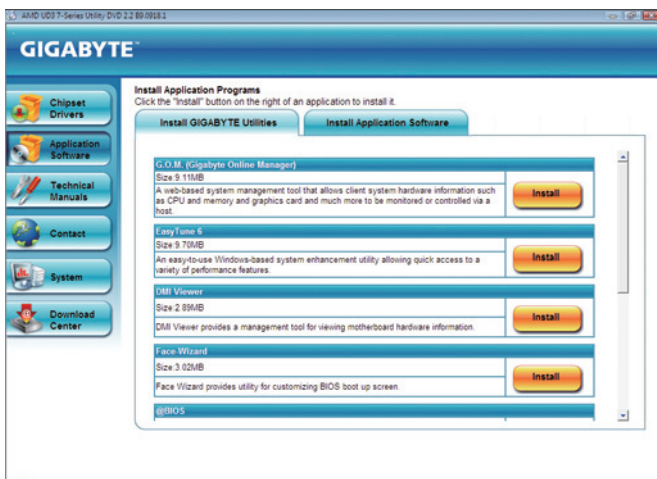 AMD UD3 7-Series Utility DVD 2.2 B9.0918.1
GIGABYTE™
Chipset
Drivers
Application
Software
Technical
Manuals
Contact
System
Download
Center
Install Application Programs
Click the "Install" button on the right of an application to install it.
Install GIGABYTE Utilities
Install Application Software
G.O.M. (Gigabyte Online Manager)
Size:9.11MB
A web-based system management tool that allows client system hardware information such
as CPU and memory and graphics card and much more to be monitored or controlled via a
host.
Install
EasyTune 6
Size:9.70MB
An easy-to-use Windows-based system enhancement utility allowing quick access to a
variety of performance features.
Install
DMI Viewer
Size:2.89MB
DMI Viewer provides a management tool for viewing motherboard hardware information.
Install
Face-Wizard
Size:3.02MB
Face Wizard provides utility for customizing BIOS boot up screen.
Install
@BIOS